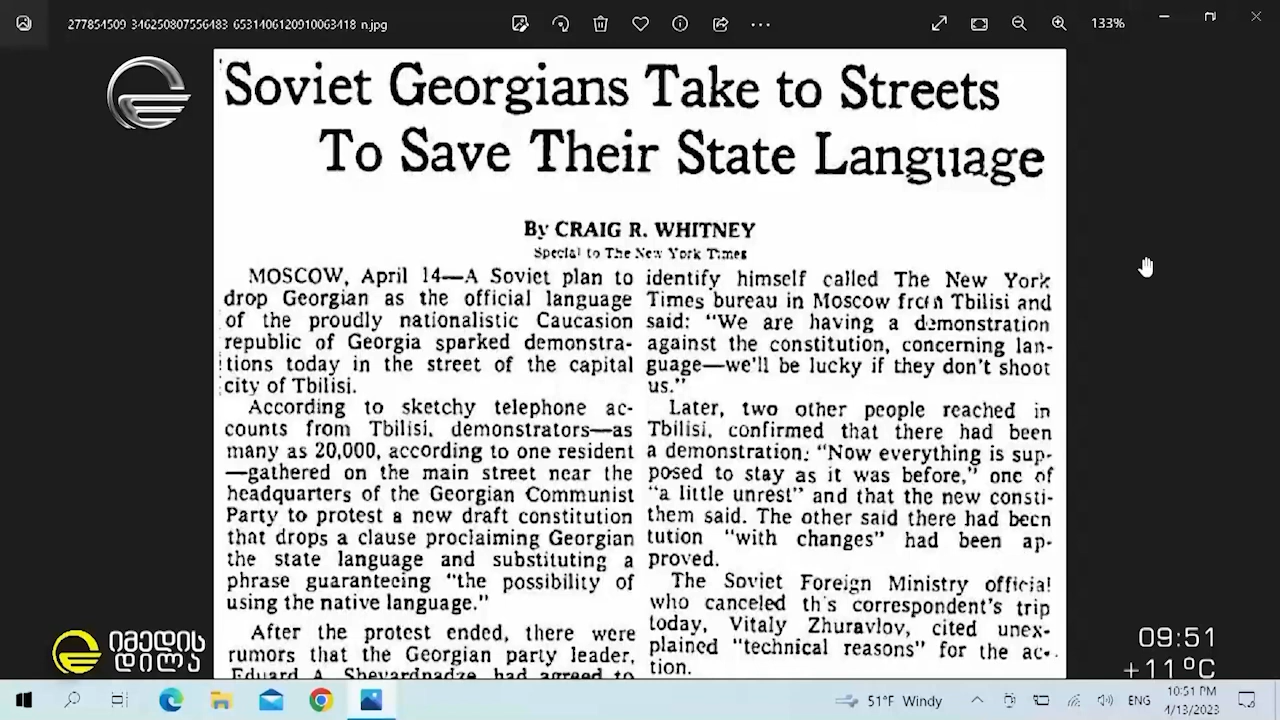 277854509 346250807556483 6531406120910063418 n.jpg
133%
Soviet Georgians Take to Streets
To Save Their State Language
By CRAIG R. WHITNEY
Special to The New York Times
MOSCOW, April 14—A Soviet plan to
drop Georgian as the official language
of the proudly nationalistic Caucasion
republic of Georgia sparked demonstra-
tions today in the street of the capital
city of Tbilisi.
According to sketchy telephone ac-
counts from Tbilisi, demonstrators—as
many as 20,000, according to one resident
—gathered on the main street near the
headquarters of the Georgian Communist
Party to protest a new draft constitution
that drops a clause proclaiming Georgian
the state language and substituting a
phrase guaranteeing "the possibility of
using the native language."
After the protest ended, there were
rumors that the Georgian party leader,
Eduard A. Shevardnadze, had agreed to
identify himself called The New York
Times bureau in Moscow from Tbilisi and
said: "We are having a demonstration
against the constitution, concerning lan-
guage—we'll be lucky if they don't shoot
us."
Later, two other people reached in
Tbilisi, confirmed that there had been
a demonstration: "Now everything is sup-
posed to stay as it was before," one of
"a little unrest" and that the new consti-
them said. The other said there had been
tution "with changes" had been ap-
proved.
The Soviet Foreign Ministry official
who canceled this correspondent's trip
today, Vitaly Zhuravlov, cited unex-
plained "technical reasons" for the ac-
tion.
იმედის
დილა
09:51
+11°C
51°F Windy
ENG
10:51 PM
4/13/2023